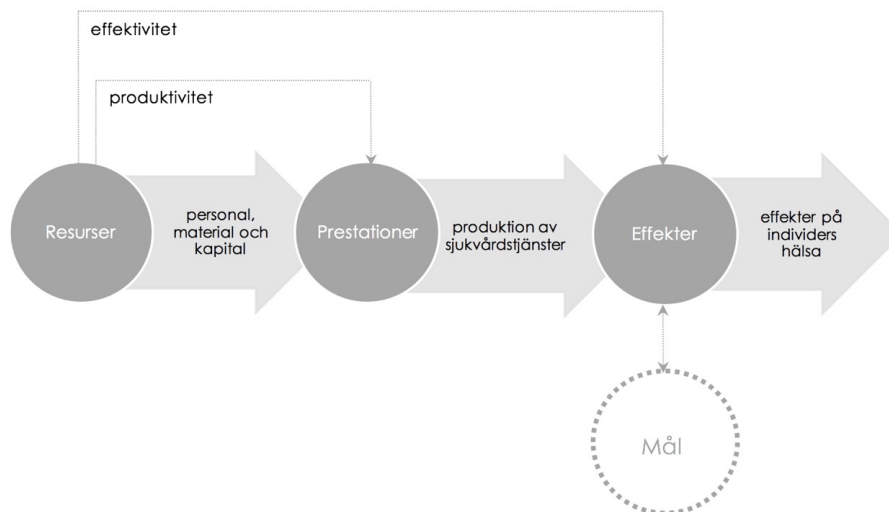 effektivitet
produktivitet
Resurser
personal,
material och
kapital
Prestationer
produktion av
sjukvårdstjänster
Effekter
effekter på
individers
hälsa
Mål